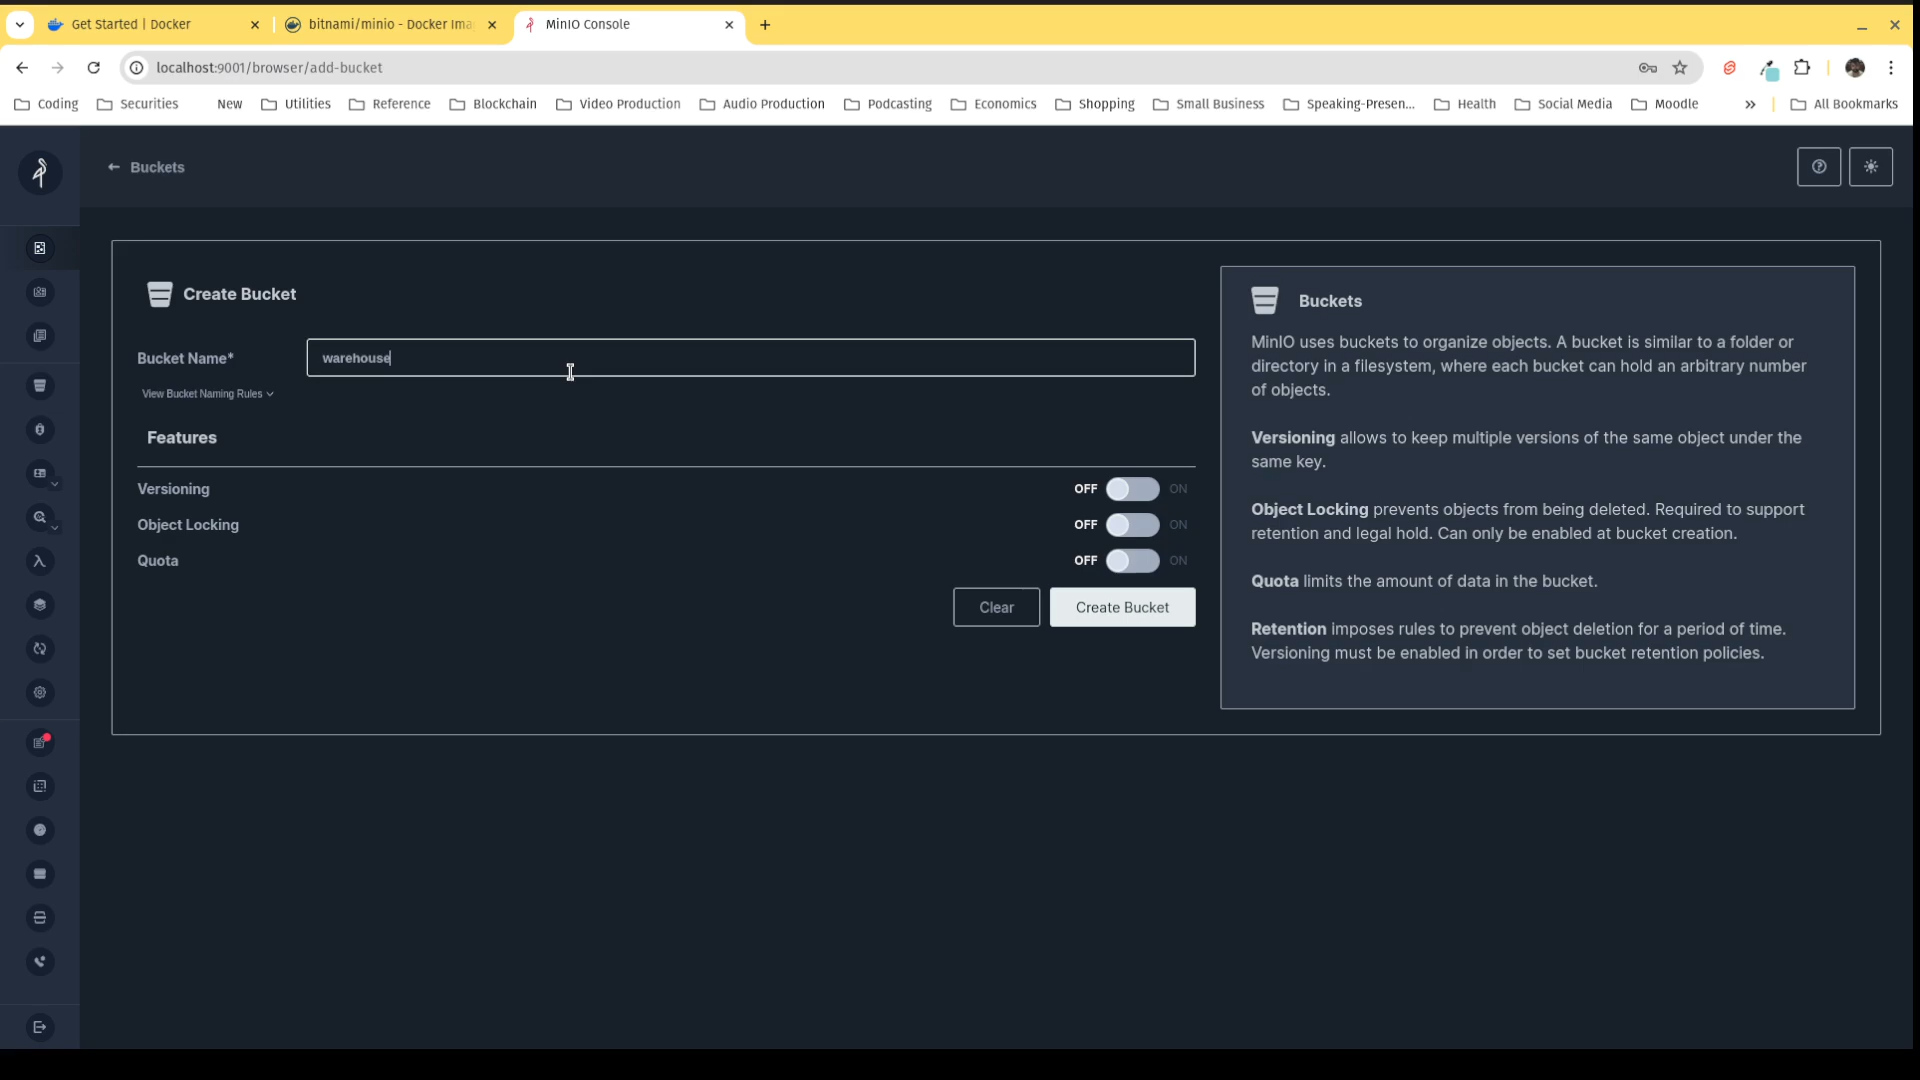 Get Started | Docker
bitnami/minio - Docker Ima
MinIO Console
localhost:9001/browser/add-bucket
Coding
Securities
New
Utilities
Reference
Blockchain
Video Production
Audio Production
Podcasting
Economics
Shopping
Small Business
Speaking-Presen...
Health
Social Media
Moodle
»
All Bookmarks
Buckets
Create Bucket
Bucket Name*
warehouse
View Bucket Naming Rules
Features
Versioning
OFF ON
Object Locking
OFF ON
Quota
OFF ON
Clear
Create Bucket
Buckets
MinIO uses buckets to organize objects. A bucket is similar to a folder or
directory in a filesystem, where each bucket can hold an arbitrary number
of objects.
Versioning allows to keep multiple versions of the same object under the
same key.
Object Locking prevents objects from being deleted. Required to support
retention and legal hold. Can only be enabled at bucket creation.
Quota limits the amount of data in the bucket.
Retention imposes rules to prevent object deletion for a period of time.
Versioning must be enabled in order to set bucket retention policies.